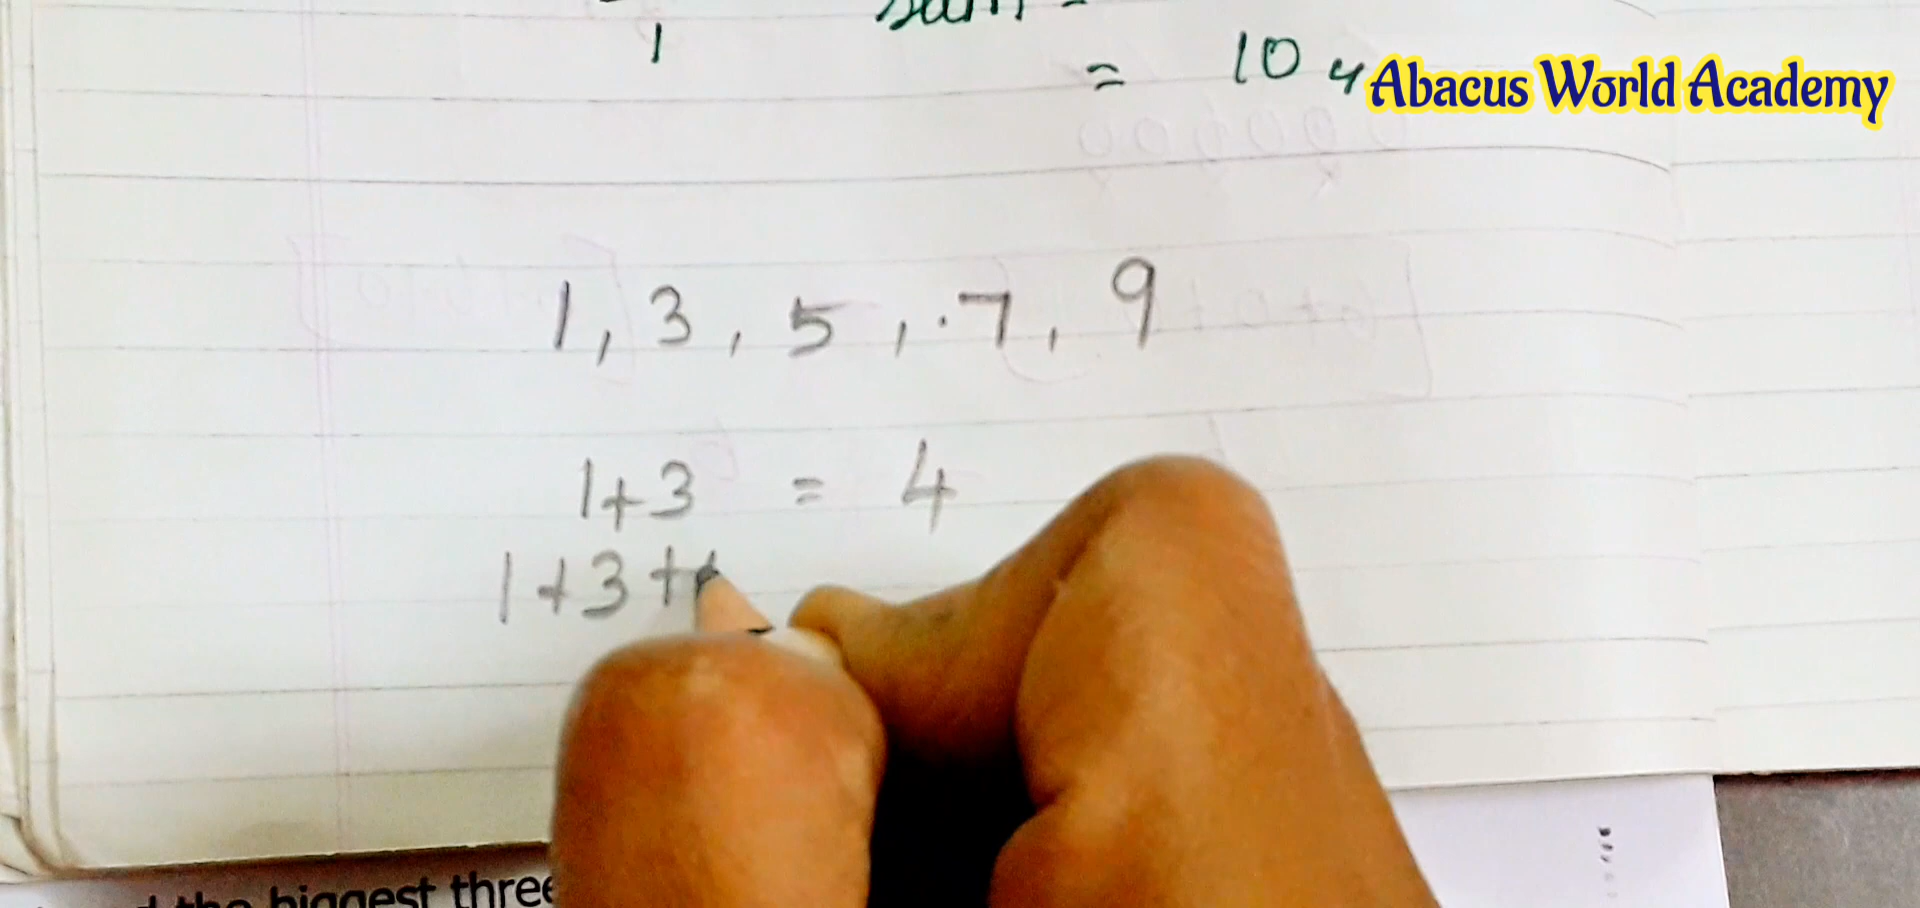 1
= 10 4
Abacus World Academy
1, 3, 5, 7, 9
1+3 = 4
1+3+
the biggest three